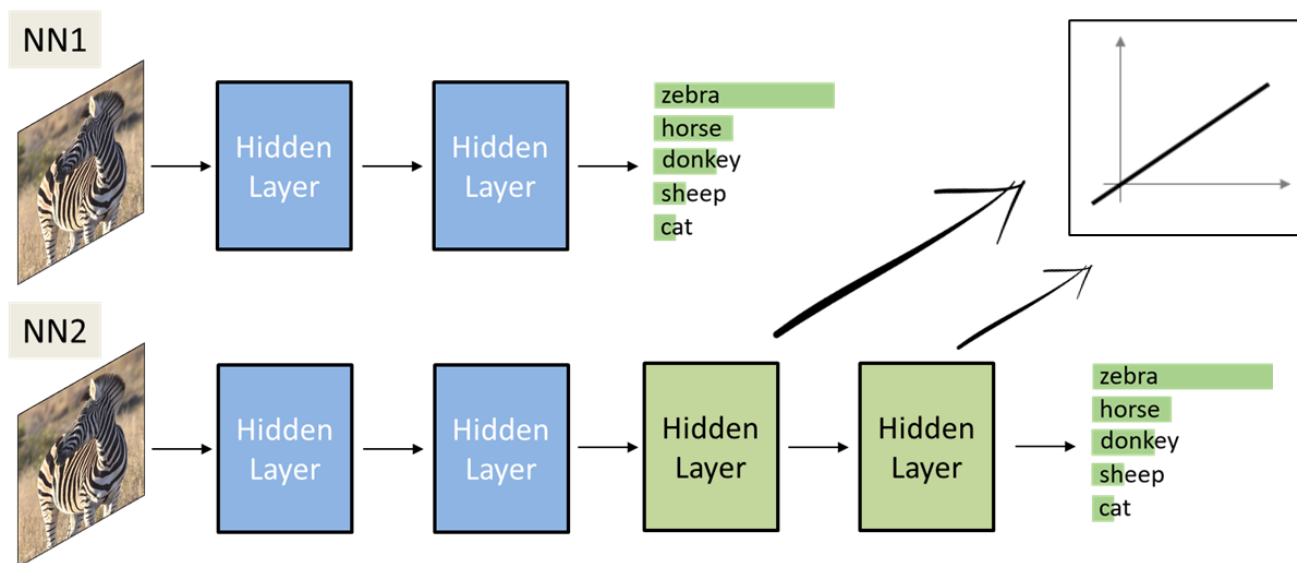 NN1
Hidden
Layer
Hidden
Layer
zebra
horse
donkey
sheep
cat
NN2
Hidden
Layer
Hidden
Layer
Hidden
Layer
Hidden
Layer
zebra
horse
donkey
sheep
cat